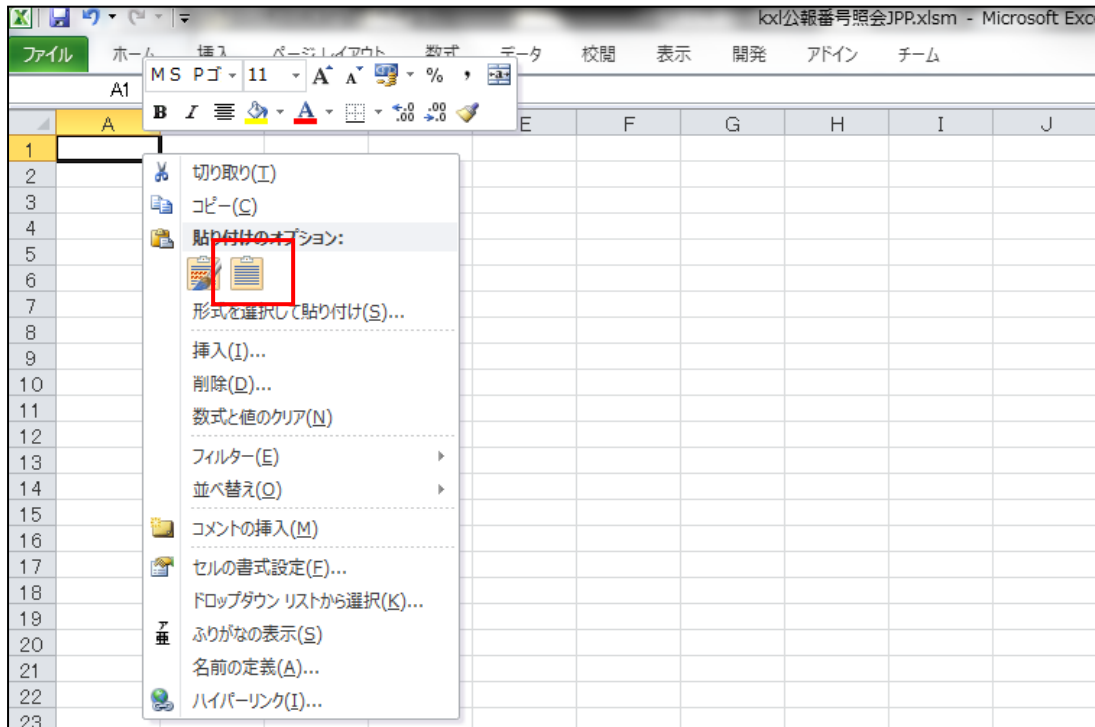 kxl公報番号照会JPP.xlsm - Microsoft Exc
ファイル ホーム 挿入 ページレイアウト 数式 データ 校閲 表示 開発 アドイン チーム
MS Pゴ 11 A A % ,
A1
B I A
A E F G H I J
1
2 切り取り(T)
3 コピー(C)
4 貼り付けのオプション:
5
6
7 形式を選択して貼り付け(S)...
8
9 挿入(I)...
10 削除(D)...
11 数式と値のクリア(N)
12
13 フィルター(E)
14 並べ替え(O)
15
16 コメントの挿入(M)
17 セルの書式設定(F)...
18 ドロップダウン リストから選択(K)...
19
20 ふりがなの表示(S)
21 名前の定義(A)...
22 ハイパーリンク(I)...
23